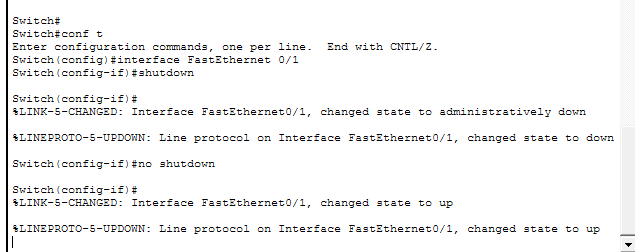 Switch#
Switch#conf t
Enter configuration commands, one per line.  End with CNTL/Z.
Switch(config)#interface FastEthernet 0/1
Switch(config-if)#shutdown
Switch(config-if)#
%LINK-5-CHANGED: Interface FastEthernet0/1, changed state to administratively down
%LINEPROTO-5-UPDOWN: Line protocol on Interface FastEthernet0/1, changed state to down
Switch(config-if)#no shutdown
Switch(config-if)#
%LINK-5-CHANGED: Interface FastEthernet0/1, changed state to up
%LINEPROTO-5-UPDOWN: Line protocol on Interface FastEthernet0/1, changed state to up